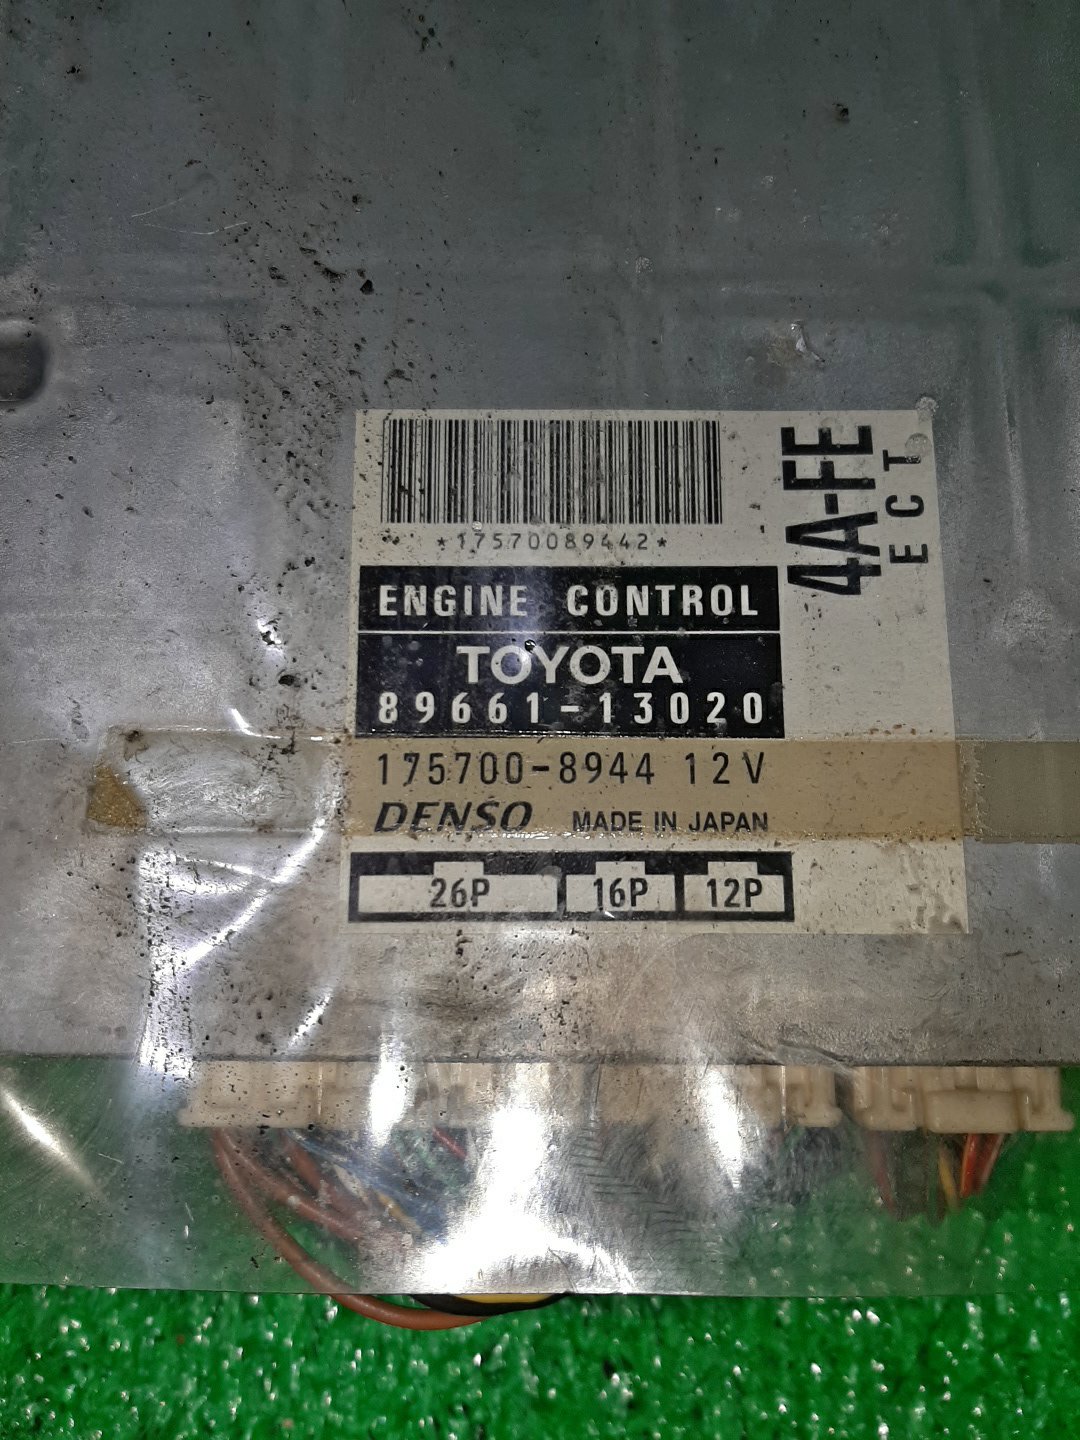 *17570089442*
4A-FE
ECT
ENGINE CONTROL
TOYOTA
89661-13020
175700-8944 12V
DENSO MADE IN JAPAN
26P 16P 12P